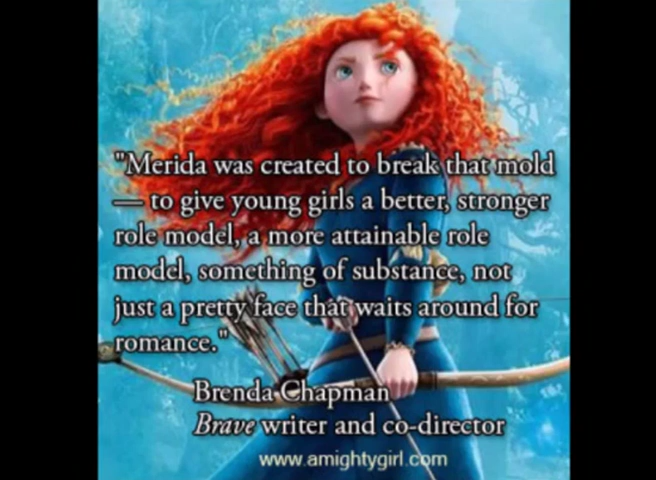 "Merida was created to break that mold
— to give young girls a better, stronger
role model, a more attainable role
model, something of substance, not
just a pretty face that waits around for
romance."
Brenda Chapman
Brave writer and co-director
www.amightygirl.com